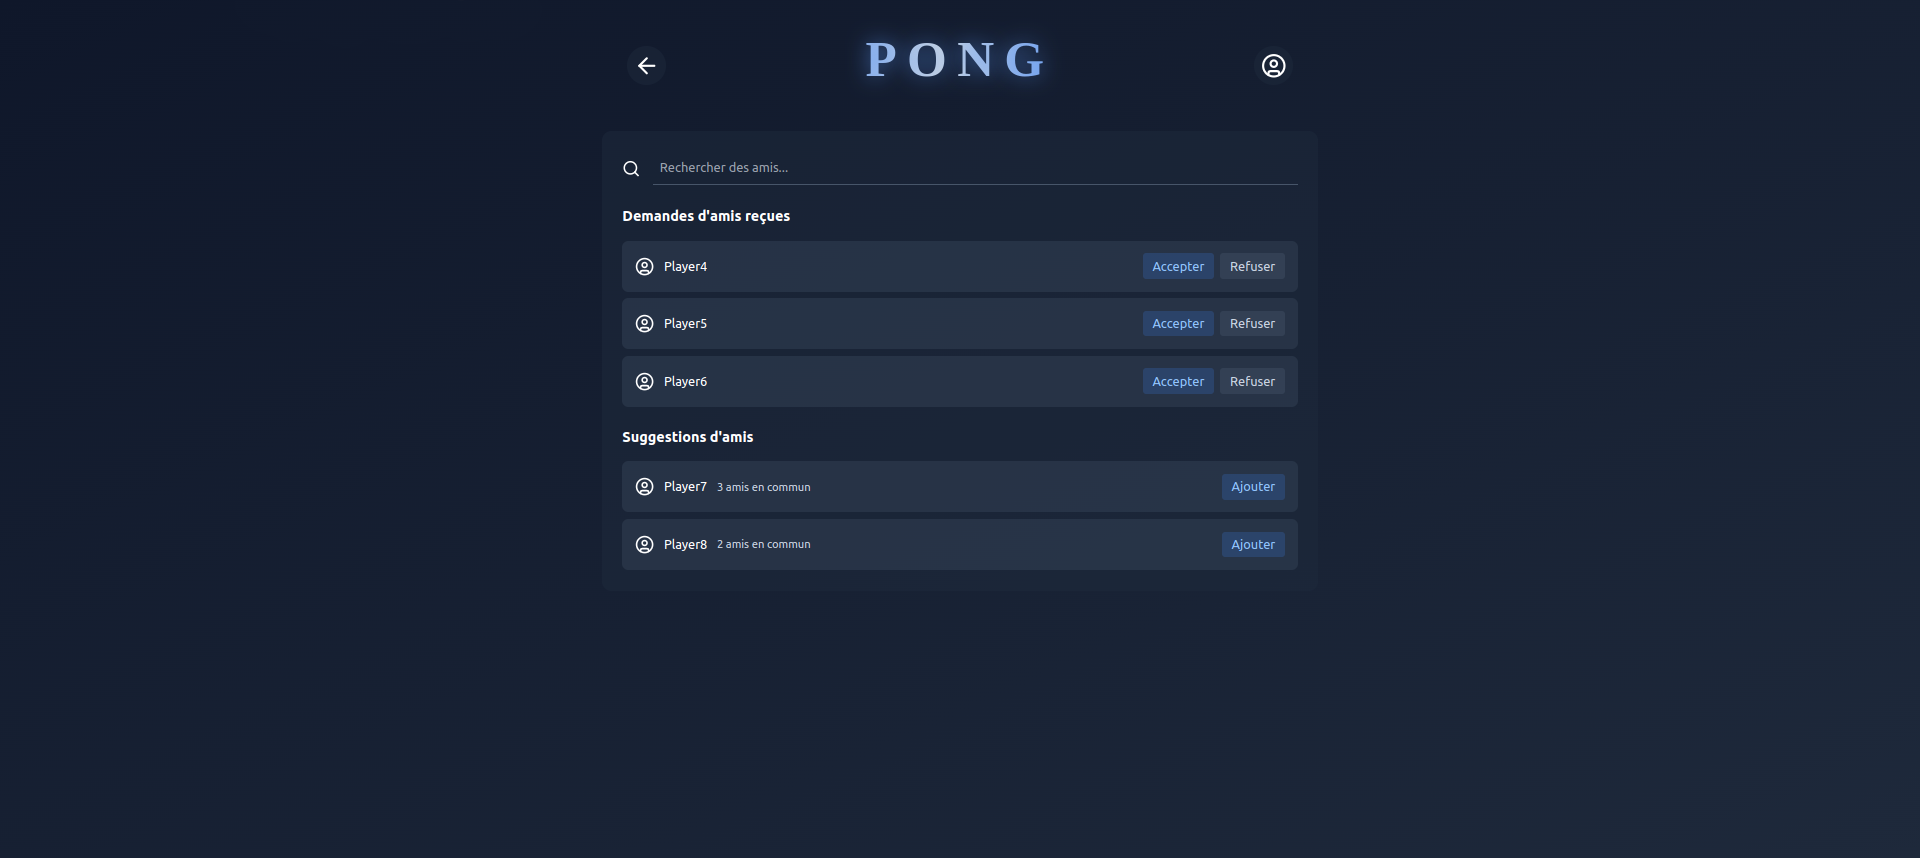 PONG
Rechercher des amis...
Demandes d'amis reçues
Player4 Accepter Refuser
Player5 Accepter Refuser
Player6 Accepter Refuser
Suggestions d'amis
Player7 3 amis en commun Ajouter
Player8 2 amis en commun Ajouter